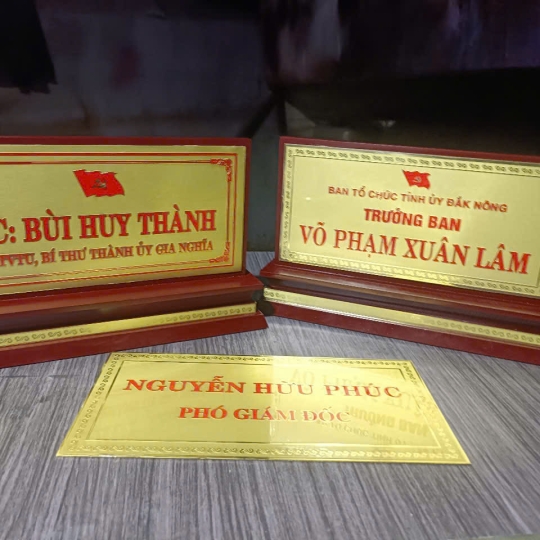 C: BÙI HUY THÀNH
TVTU, BÍ THƯ THÀNH ỦY GIA NGHĨA
BAN TỔ CHỨC TỈNH ỦY ĐẮK NÔNG
TRƯỞNG BAN
VÕ PHẠM XUÂN LÂM
NGUYỄN HỮU PHÚC
PHÓ GIÁM ĐỐC